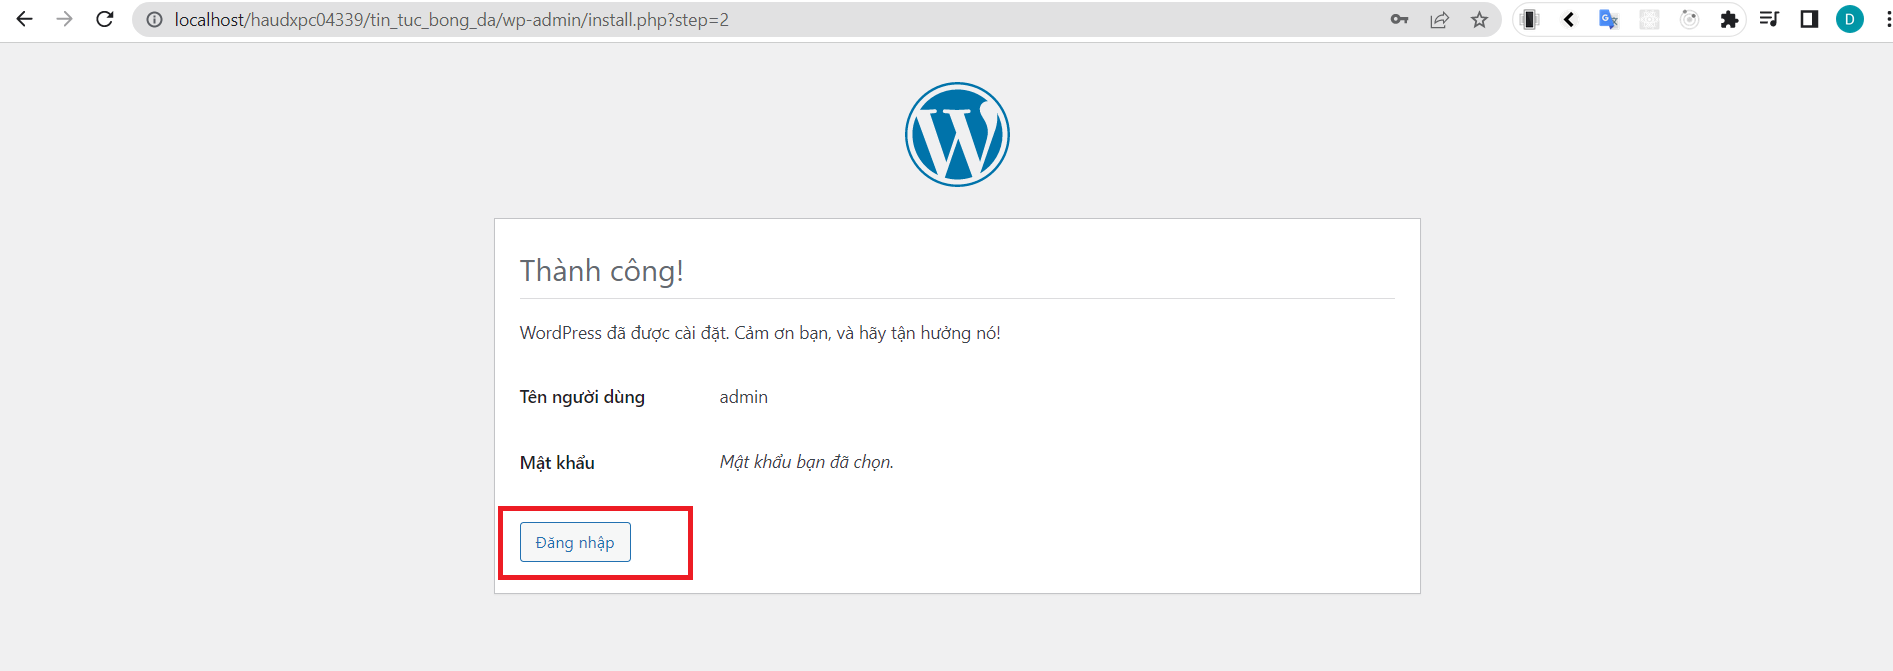 localhost/haudxpc04339/tin_tuc_bong_da/wp-admin/install.php?step=2
D
Thành công!
WordPress đã được cài đặt. Cảm ơn bạn, và hãy tận hưởng nó!
Tên người dùng admin
Mật khẩu Mật khẩu bạn đã chọn.
Đăng nhập